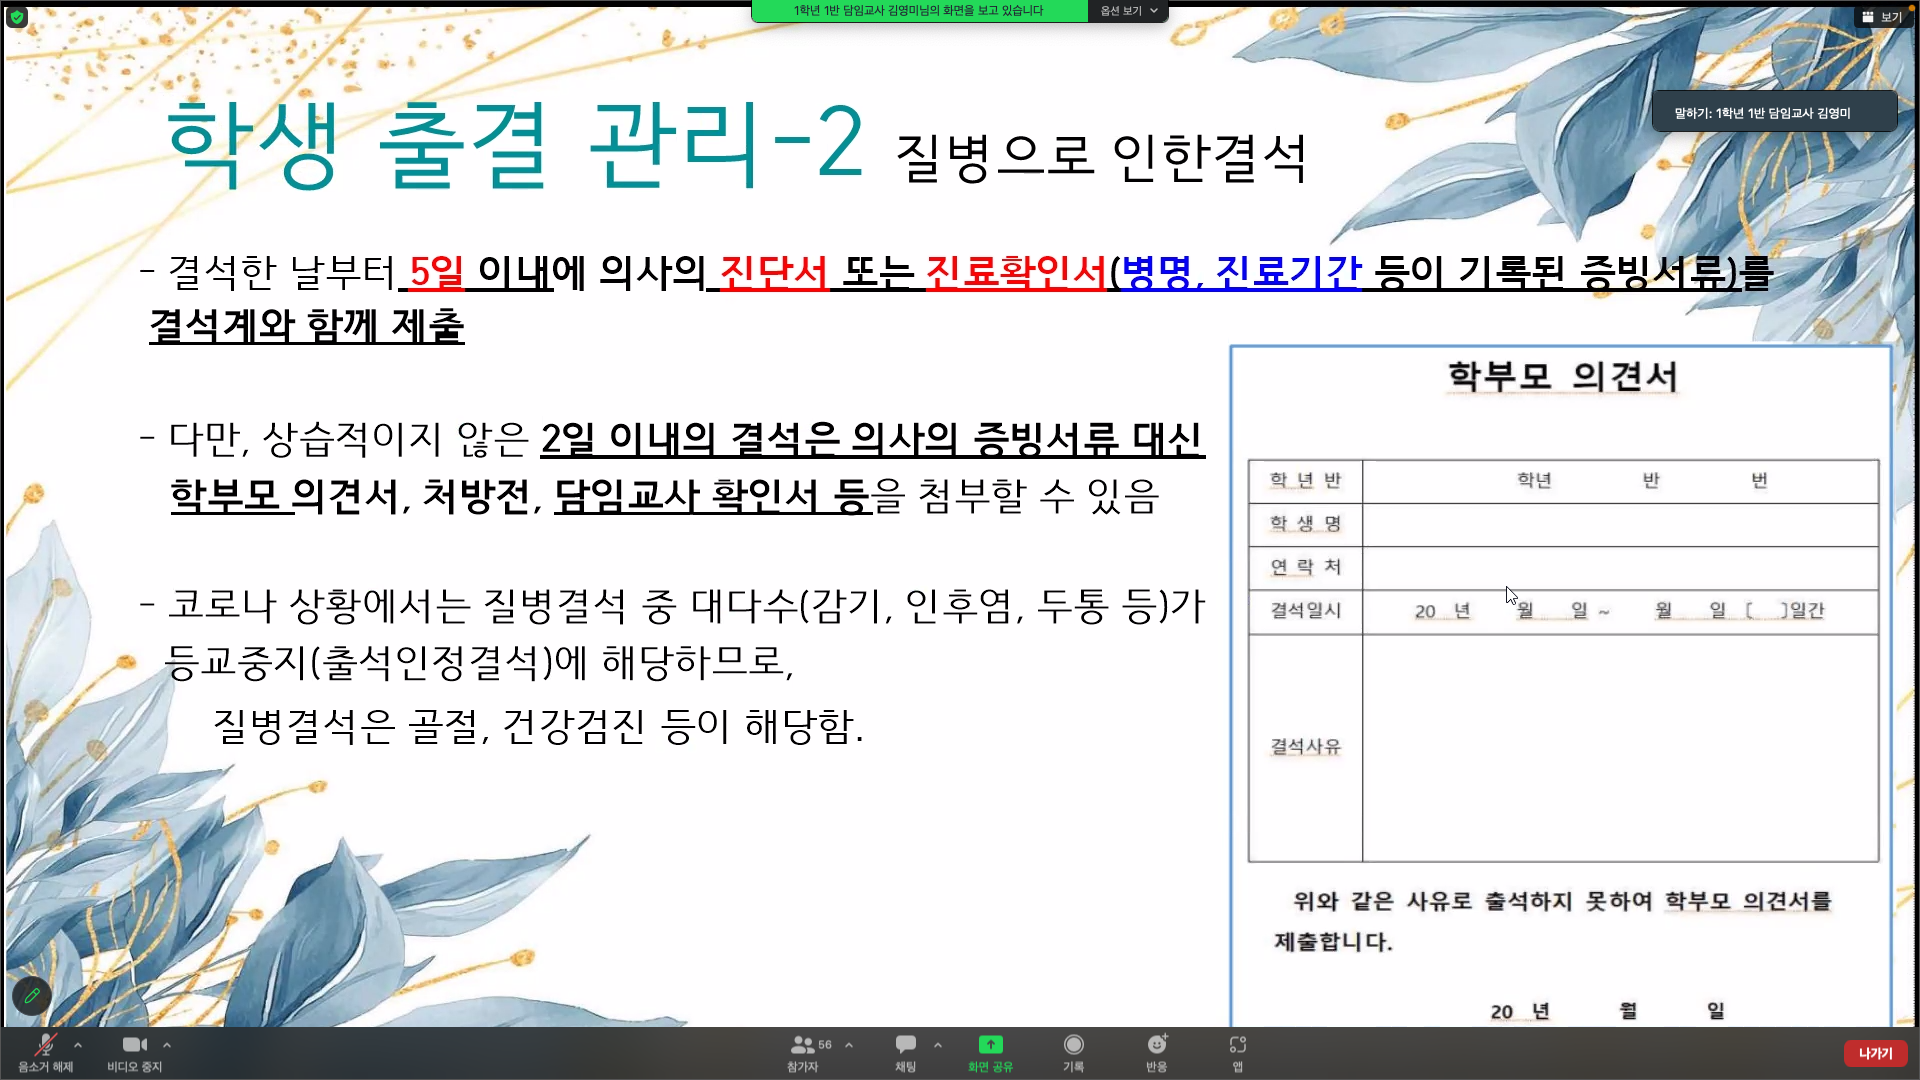 1학년 1반 담임교사 김영미님의 화면을 보고 있습니다
옵션 보기
보기
말하기: 1학년 1반 담임교사 김영미
학생 출결 관리-2 질병으로 인한결석
- 결석한 날부터 5일 이내에 의사의 진단서 또는 진료확인서(병명, 진료기간 등이 기록된 증빙서류)를
결석계와 함께 제출
- 다만, 상습적이지 않은 2일 이내의 결석은 의사의 증빙서류 대신
학부모 의견서, 처방전, 담임교사 확인서 등을 첨부할 수 있음
- 코로나 상황에서는 질병결석 중 대다수(감기, 인후염, 두통 등)가
등교중지(출석인정결석)에 해당하므로,
질병결석은 골절, 건강검진 등이 해당함.
학부모 의견서
학 년 반 학년 반 번
학 생 명
연 락 처
결석일시 20 년 월 일 ~ 월 일 [ ]일간
결석사유
위와 같은 사유로 출석하지 못하여 학부모 의견서를
제출합니다.
20 년 월 일
음소거 해제
비디오 중지
56
참가자
채팅
화면 공유
기록
반응
앱
나가기